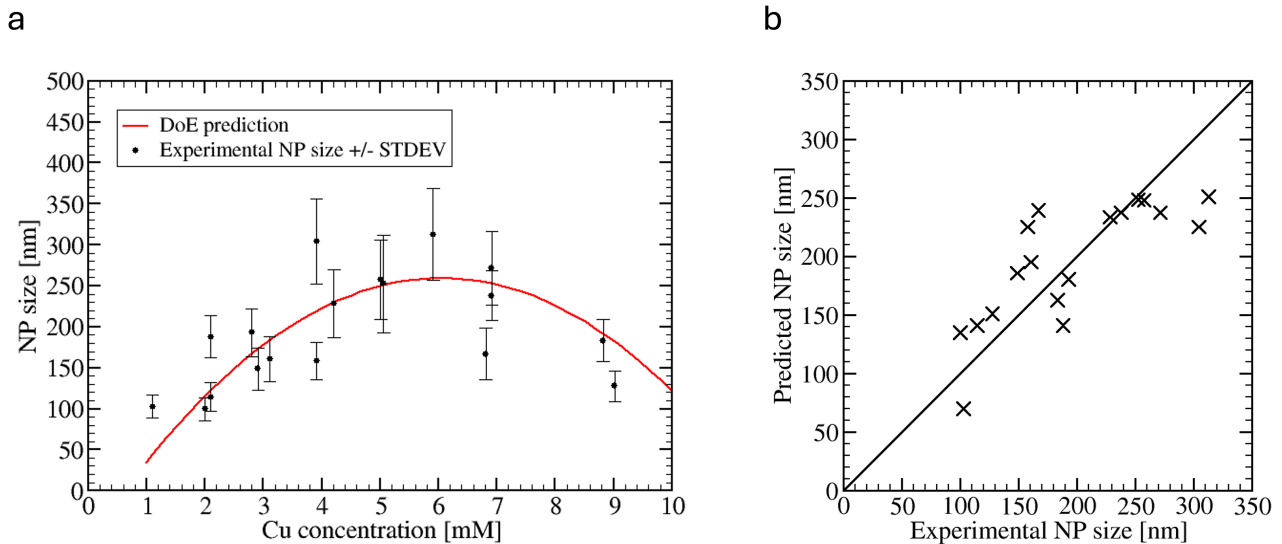 a
b
500
450
400
350
300
250
200
150
100
50
0
NP size [nm]
DoE prediction
Experimental NP size +/- STDEV
0 1 2 3 4 5 6 7 8 9 10
Cu concentration [mM]
350
300
250
200
150
100
50
0
Predicted NP size [nm]
0 50 100 150 200 250 300 350
Experimental NP size [nm]